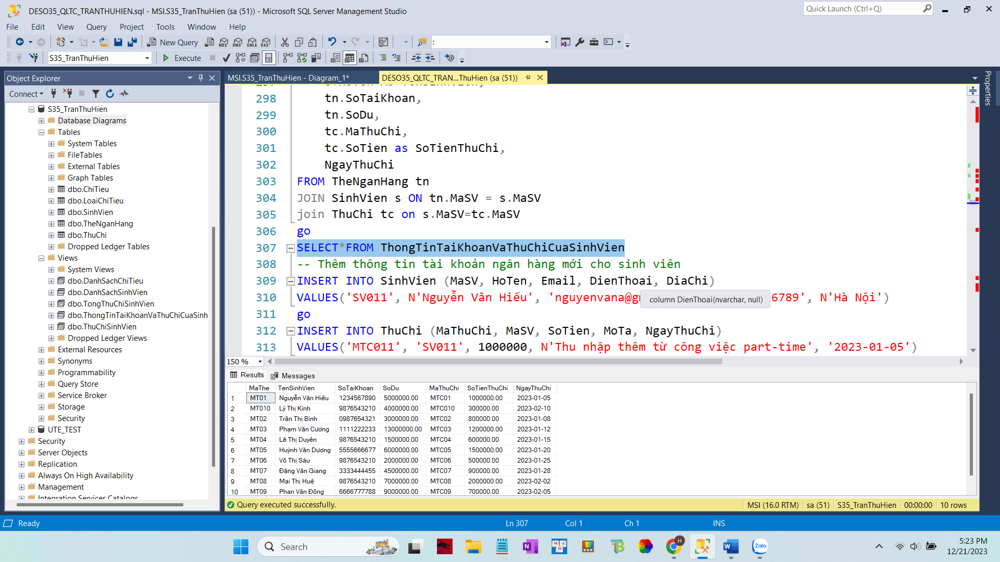 DESO35_QLTC_TRANTHUHIEN.sql - MSI.S35_TranThuHien (sa (51)) - Microsoft SQL Server Management Studio
Quick Launch (Ctrl+Q)
File Edit View Query Project Tools Window Help
New Query
MDX DMX XMLA DAX
:
S35_TranThuHien
Execute
Object Explorer
Connect
S35_TranThuHien
Database Diagrams
Tables
System Tables
FileTables
External Tables
Graph Tables
dbo.ChiTieu
dbo.LoaiChiTieu
dbo.SinhVien
dbo.TheNganHang
dbo.ThuChi
Dropped Ledger Tables
Views
System Views
dbo.DanhSachChiTieu
dbo.DanhSachSinhVien
dbo.TongThuChiSinhVien
dbo.ThongTinTaiKhoanVaThuChiCuaSinh
dbo.ThuChiSinhVien
Dropped Ledger Views
External Resources
Synonyms
Programmability
Query Store
Service Broker
Storage
Security
UTE_TEST
Security
Server Objects
Replication
Always On High Availability
Management
Integration Services Catalogs
MSI.S35_TranThuHien - Diagram_1*
DESO35_QLTC_TRAN...ThuHien (sa (51))
Properties
298 tn.SoTaiKhoan,
299 tn.SoDu,
300 tc.MaThuChi,
301 tc.SoTien as SoTienThuChi,
302 NgayThuChi
303 FROM TheNganHang tn
304 JOIN SinhVien s ON tn.MaSV = s.MaSV
305 join ThuChi tc on s.MaSV=tc.MaSV
306 go
307 SELECT*FROM ThongTinTaiKhoanVaThuChiCuaSinhVien
308 -- Thêm thông tin tài khoản ngân hàng mới cho sinh viên
309 INSERT INTO SinhVien (MaSV, HoTen, Email, DienThoai, DiaChi)
310 VALUES('SV011', N'Nguyễn Văn Hiếu', 'nguyenvana@g 6789', N'Hà Nội')
column DienThoai(nvarchar, null)
311 go
312 INSERT INTO ThuChi (MaThuChi, MaSV, SoTien, MoTa, NgayThuChi)
313 VALUES('MTC011', 'SV011', 1000000, N'Thu nhập thêm từ công việc part-time', '2023-01-05')
150 %
Results Messages
MaThe TenSinhVien SoTaiKhoan SoDu MaThuChi SoTienThuChi NgayThuChi
1 MT01 Nguyễn Văn Hiếu 1234567890 5000000.00 MTC01 1000000.00 2023-01-05
2 MT010 Lý Thị Kính 9876543210 4000000.00 MTC010 300000.00 2023-02-10
3 MT02 Trần Thị Bình 0987654321 3000000.00 MTC02 800000.00 2023-01-08
4 MT03 Phạm Văn Cương 1111222233 13000000.00 MTC03 1200000.00 2023-01-12
5 MT04 Lê Thị Duyên 9876543210 1500000.00 MTC04 600000.00 2023-01-15
6 MT05 Huỳnh Văn Dương 5555666677 6000000.00 MTC05 1500000.00 2023-01-20
7 MT06 Võ Thị Sáu 9876543210 2000000.00 MTC06 500000.00 2023-01-25
8 MT07 Đặng Văn Giang 3333444455 4500000.00 MTC07 900000.00 2023-01-28
9 MT08 Mai Thị Huệ 9876543210 7000000.00 MTC08 2000000.00 2023-02-02
10 MT09 Phan Văn Đồng 6666777788 9000000.00 MTC09 700000.00 2023-02-05
Query executed successfully.
MSI (16.0 RTM) sa (51) S35_TranThuHien 00:00:00 10 rows
Ready Ln 307 Col 1 Ch 1 INS
Search
Zalo
5:23 PM
12/21/2023